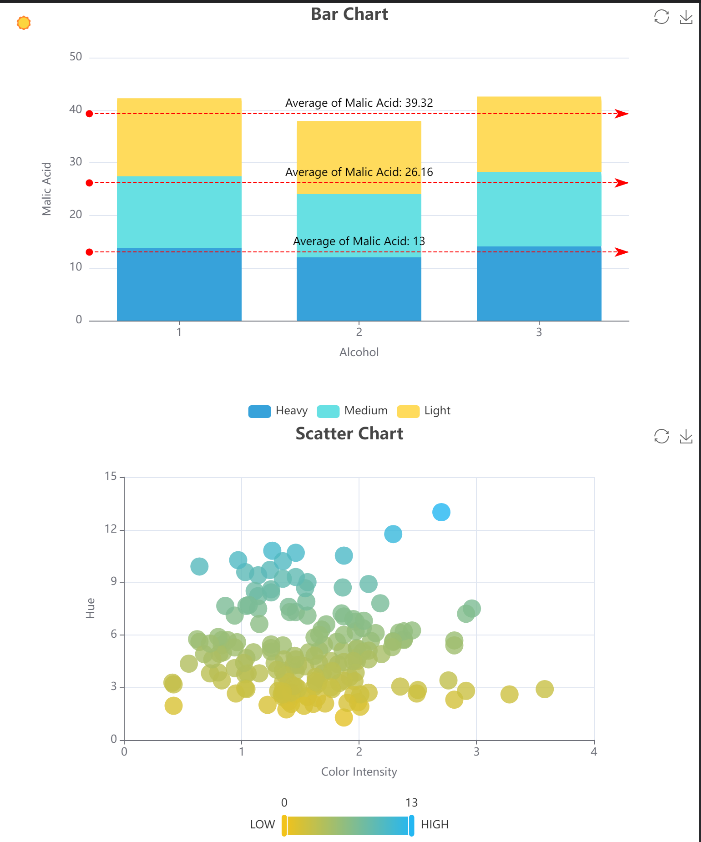 Bar Chart
50
40
30
20
10
0
Malic Acid
Average of Malic Acid: 39.32
Average of Malic Acid: 26.16
Average of Malic Acid: 13
1 2 3
Alcohol
Heavy Medium Light
Scatter Chart
15
12
9
6
3
0
Hue
0 1 2 3 4
Color Intensity
0 13
LOW HIGH